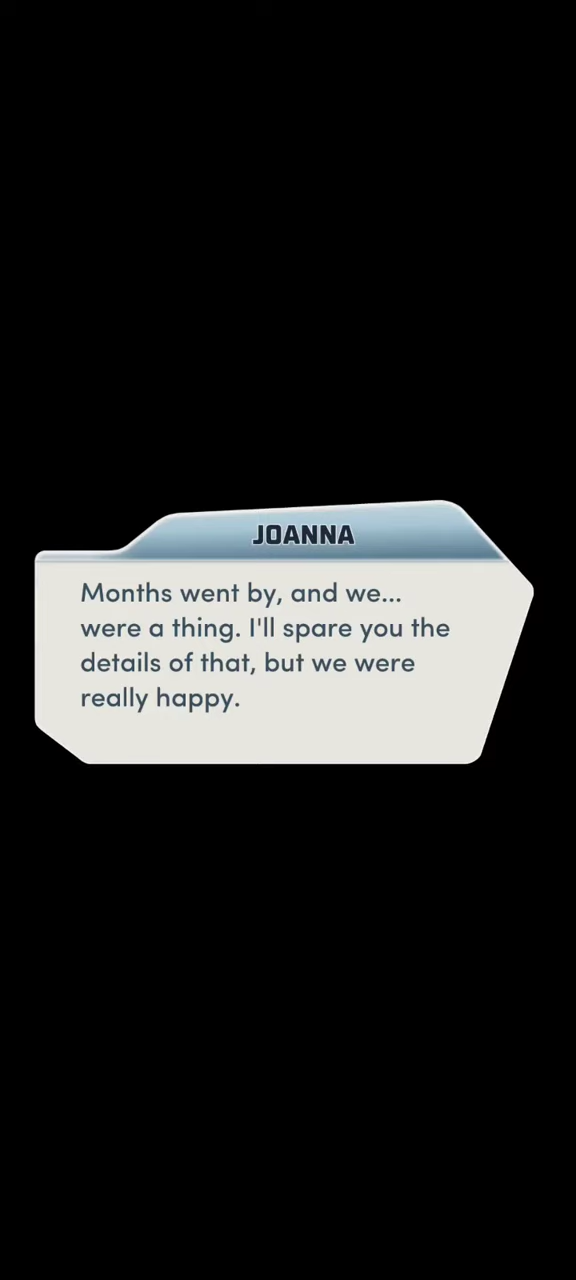 JOANNA
Months went by, and we...
were a thing. I'll spare you the
details of that, but we were
really happy.